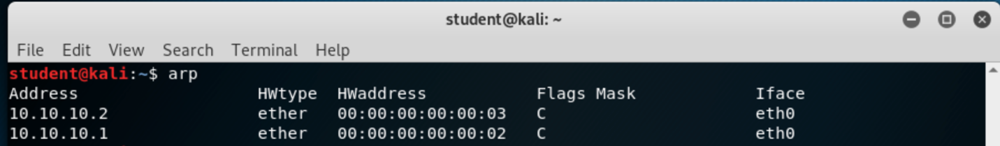 student@kali: ~
File Edit View Search Terminal Help
student@kali:~$ arp
Address HWtype HWaddress Flags Mask Iface
10.10.10.2 ether 00:00:00:00:00:03 C eth0
10.10.10.1 ether 00:00:00:00:00:02 C eth0